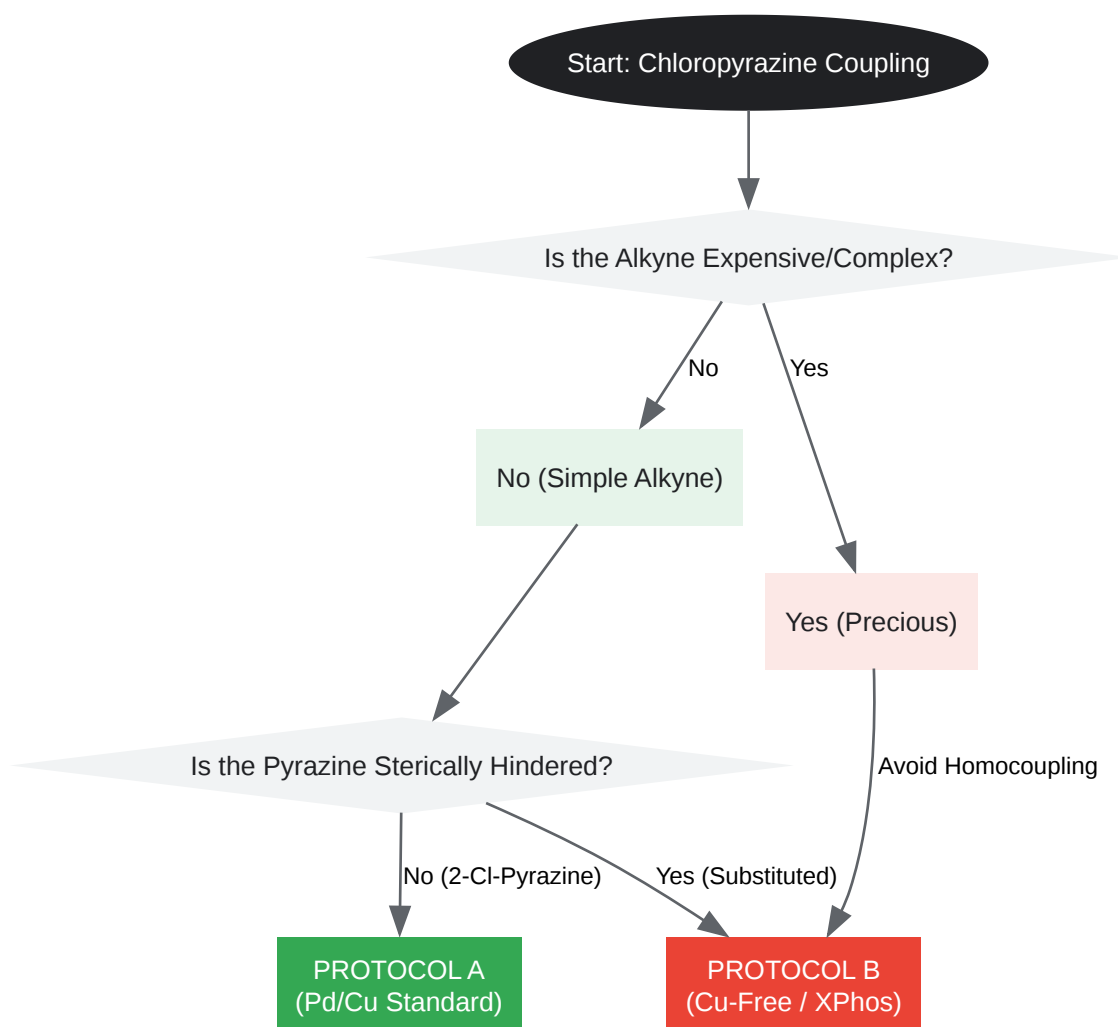 Start: Chloropyrazine Coupling
Is the Alkyne Expensive/Complex?
No
Yes
No (Simple Alkyne)
Yes (Precious)
Is the Pyrazine Sterically Hindered?
Avoid Homocoupling
No (2-Cl-Pyrazine)
Yes (Substituted)
PROTOCOL A
(Pd/Cu Standard)
PROTOCOL B
(Cu-Free / XPhos)